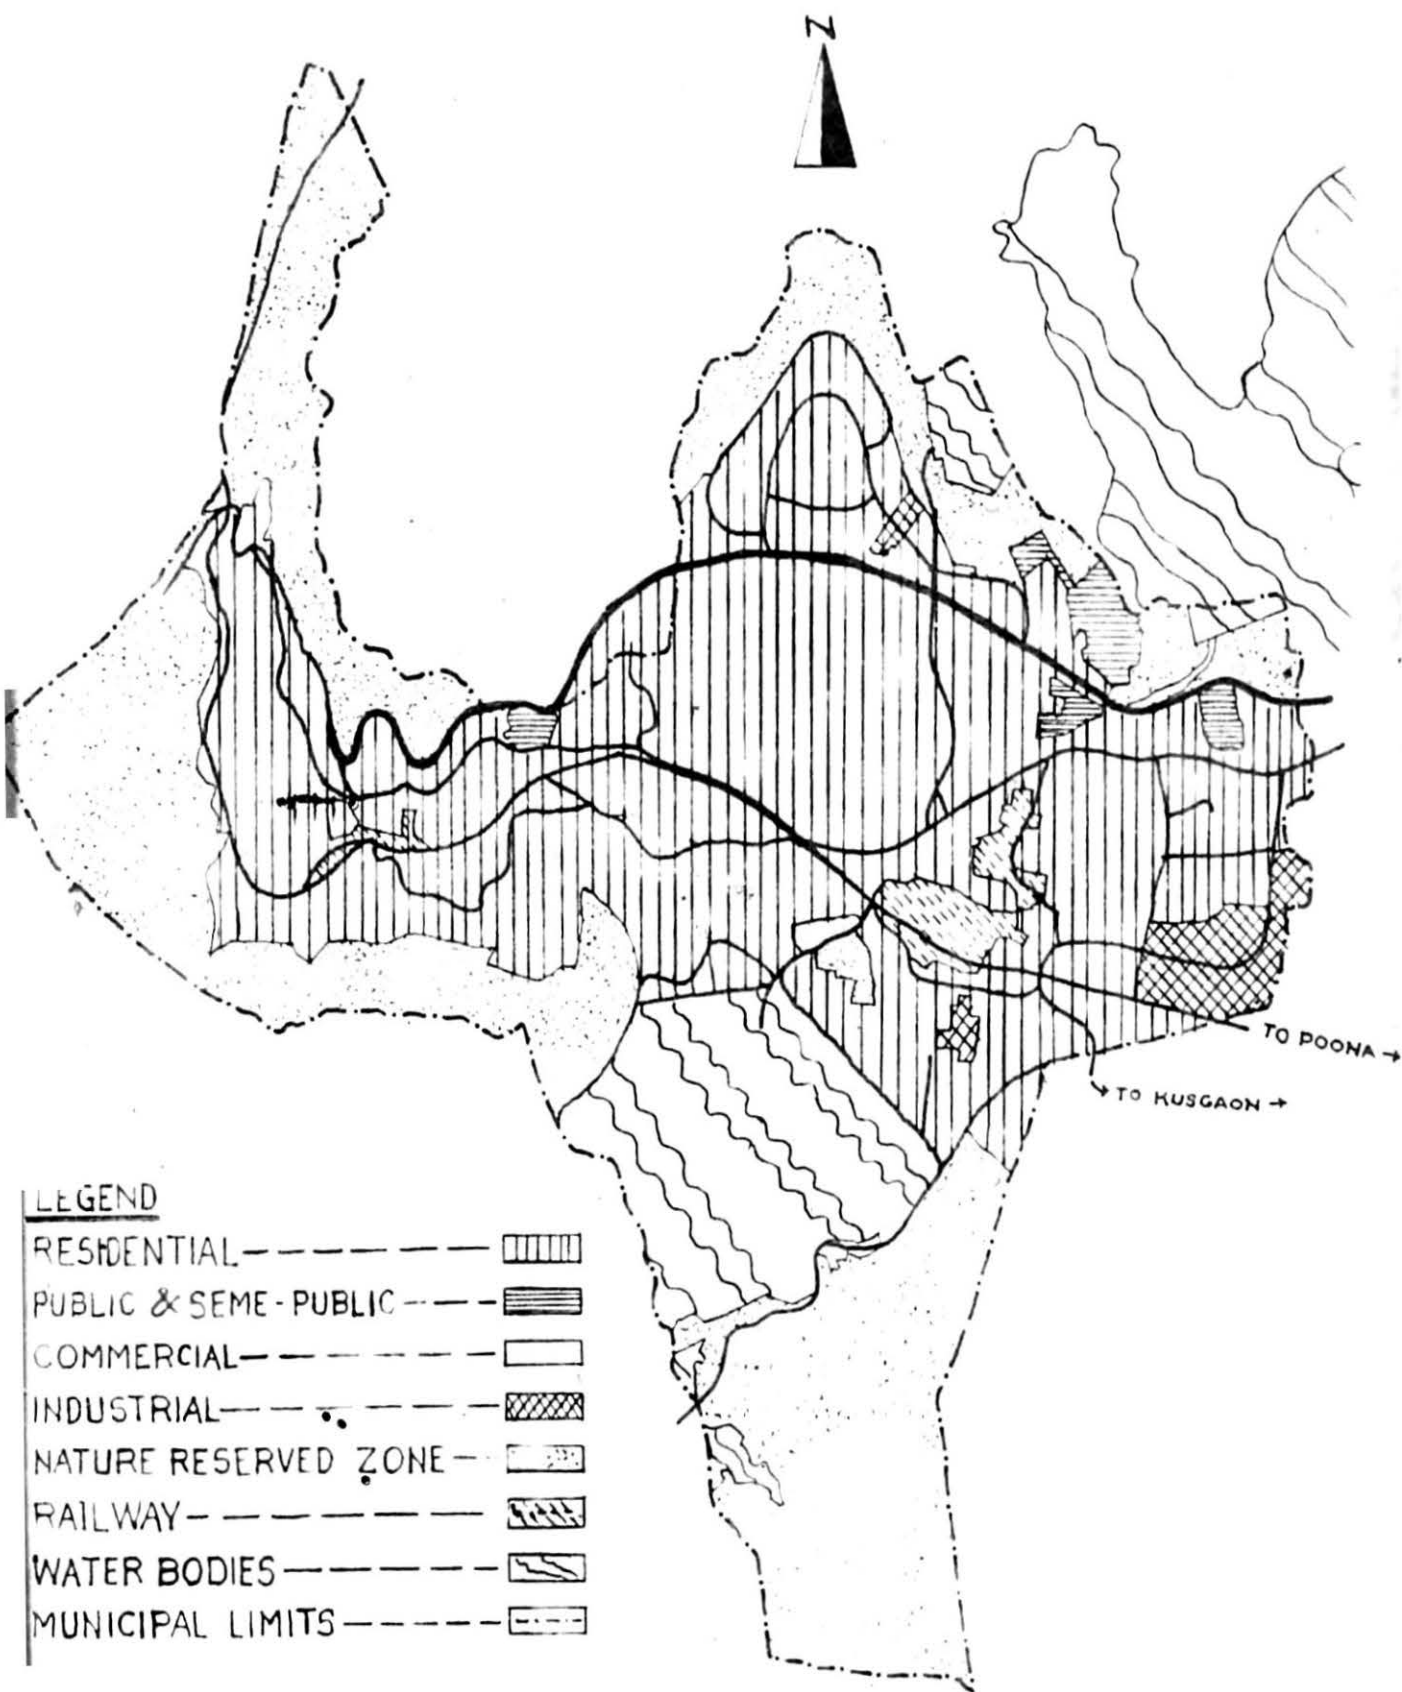 N
TO POONA →
TO KUSGAON →
LEGEND
RESIDENTIAL
PUBLIC & SEME-PUBLIC
COMMERCIAL
INDUSTRIAL
NATURE RESERVED ZONE
RAILWAY
WATER BODIES
MUNICIPAL LIMITS